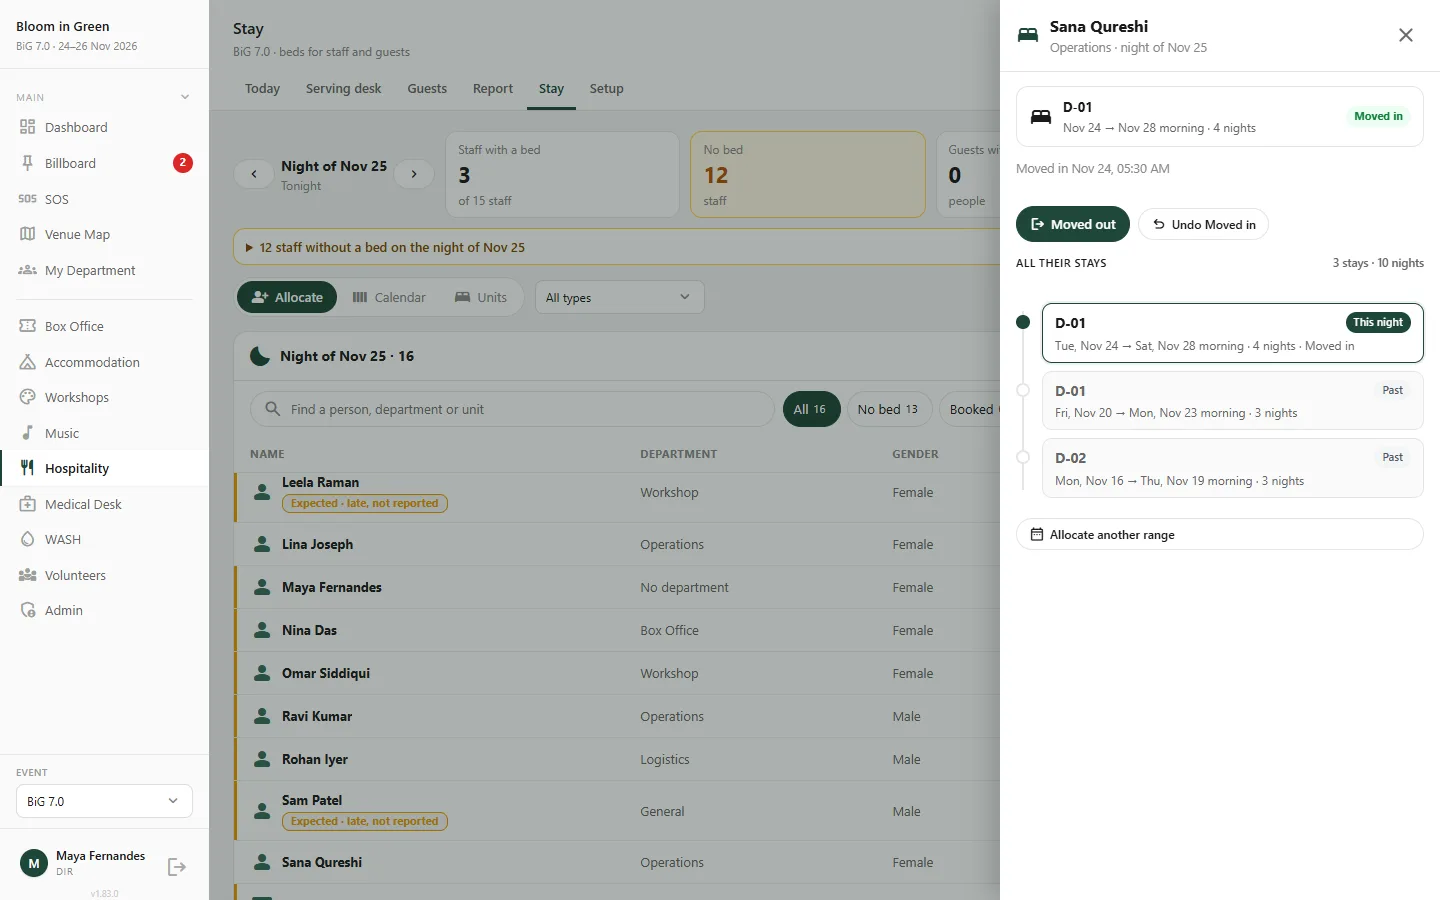 Bloom in Green
BiG 7.0 · 24–26 Nov 2026
MAIN
Dashboard
Billboard
2
SOS
SOS
Venue Map
My Department
Box Office
Accommodation
Workshops
Music
Hospitality
Medical Desk
WASH
Volunteers
Admin
EVENT
BiG 7.0
M
Maya Fernandes
DIR
v1.83.0
Stay
BiG 7.0 · beds for staff and guests
Today
Serving desk
Guests
Report
Stay
Setup
Night of Nov 25
Tonight
Staff with a bed
3
of 15 staff
No bed
12
staff
Guests
0
people
12 staff without a bed on the night of Nov 25
Allocate
Calendar
Units
All types
Night of Nov 25 · 16
Find a person, department or unit
All 16
No bed 13
Booked
NAME
DEPARTMENT
GENDER
Leela Raman
Expected · late, not reported
Workshop
Female
Lina Joseph
Operations
Female
Maya Fernandes
No department
Female
Nina Das
Box Office
Female
Omar Siddiqui
Workshop
Female
Ravi Kumar
Operations
Male
Rohan Iyer
Logistics
Male
Sam Patel
Expected · late, not reported
General
Male
Sana Qureshi
Operations
Female
Sana Qureshi
Operations · night of Nov 25
D-01
Nov 24 → Nov 28 morning · 4 nights
Moved in
Moved in Nov 24, 05:30 AM
Moved out
Undo Moved in
ALL THEIR STAYS
3 stays · 10 nights
D-01
This night
Tue, Nov 24 → Sat, Nov 28 morning · 4 nights · Moved in
D-01
Past
Fri, Nov 20 → Mon, Nov 23 morning · 3 nights
D-02
Past
Mon, Nov 16 → Thu, Nov 19 morning · 3 nights
Allocate another range